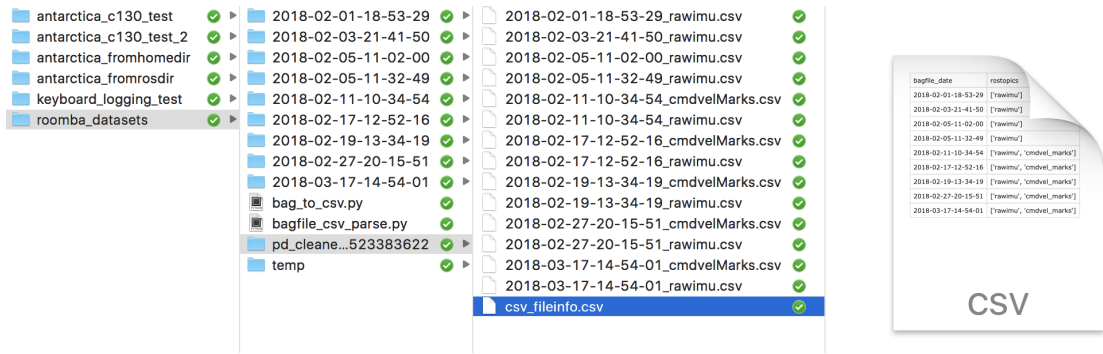 antarctica_c130_test
antarctica_c130_test_2
antarctica_fromhomedir
antarctica_fromrosdir
keyboard_logging_test
roomba_datasets
2018-02-01-18-53-29
2018-02-03-21-41-50
2018-02-05-11-02-00
2018-02-05-11-32-49
2018-02-11-10-34-54
2018-02-17-12-52-16
2018-02-19-13-34-19
2018-02-27-20-15-51
2018-03-17-14-54-01
bag_to_csv.py
bagfile_csv_parse.py
pd_cleane...523383622
temp
2018-02-01-18-53-29_rawimu.csv
2018-02-03-21-41-50_rawimu.csv
2018-02-05-11-02-00_rawimu.csv
2018-02-05-11-32-49_rawimu.csv
2018-02-11-10-34-54_cmdvelMarks.csv
2018-02-11-10-34-54_rawimu.csv
2018-02-17-12-52-16_cmdvelMarks.csv
2018-02-17-12-52-16_rawimu.csv
2018-02-19-13-34-19_cmdvelMarks.csv
2018-02-19-13-34-19_rawimu.csv
2018-02-27-20-15-51_cmdvelMarks.csv
2018-02-27-20-15-51_rawimu.csv
2018-03-17-14-54-01_cmdvelMarks.csv
2018-03-17-14-54-01_rawimu.csv
csv_fileinfo.csv
bagfile_date rostopics
2018-02-01-18-53-29 ['rawimu']
2018-02-03-21-41-50 ['rawimu']
2018-02-05-11-02-00 ['rawimu']
2018-02-05-11-32-49 ['rawimu']
2018-02-11-10-34-54 ['rawimu', 'cmdvel_marks']
2018-02-17-12-52-16 ['rawimu', 'cmdvel_marks']
2018-02-19-13-34-19 ['rawimu', 'cmdvel_marks']
2018-02-27-20-15-51 ['rawimu', 'cmdvel_marks']
2018-03-17-14-54-01 ['rawimu', 'cmdvel_marks']
CSV